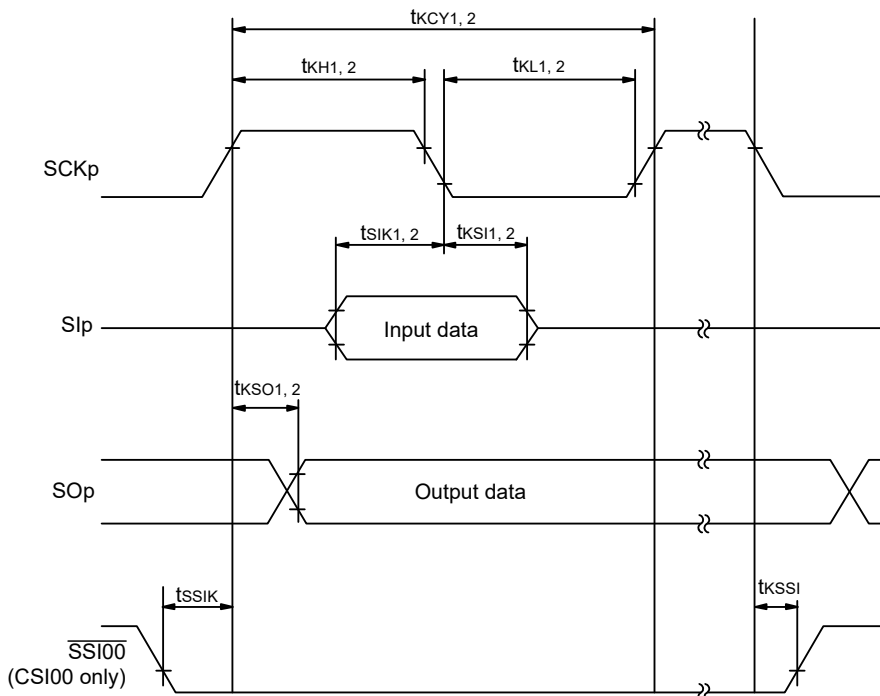 tKCY1, 2
tKH1, 2
tKL1, 2
SCKp
tSIK1, 2
tKSI1, 2
SIp
Input data
tKSO1, 2
SOp
Output data
tSSIK
tKSSI
SSI00
(CSI00 only)